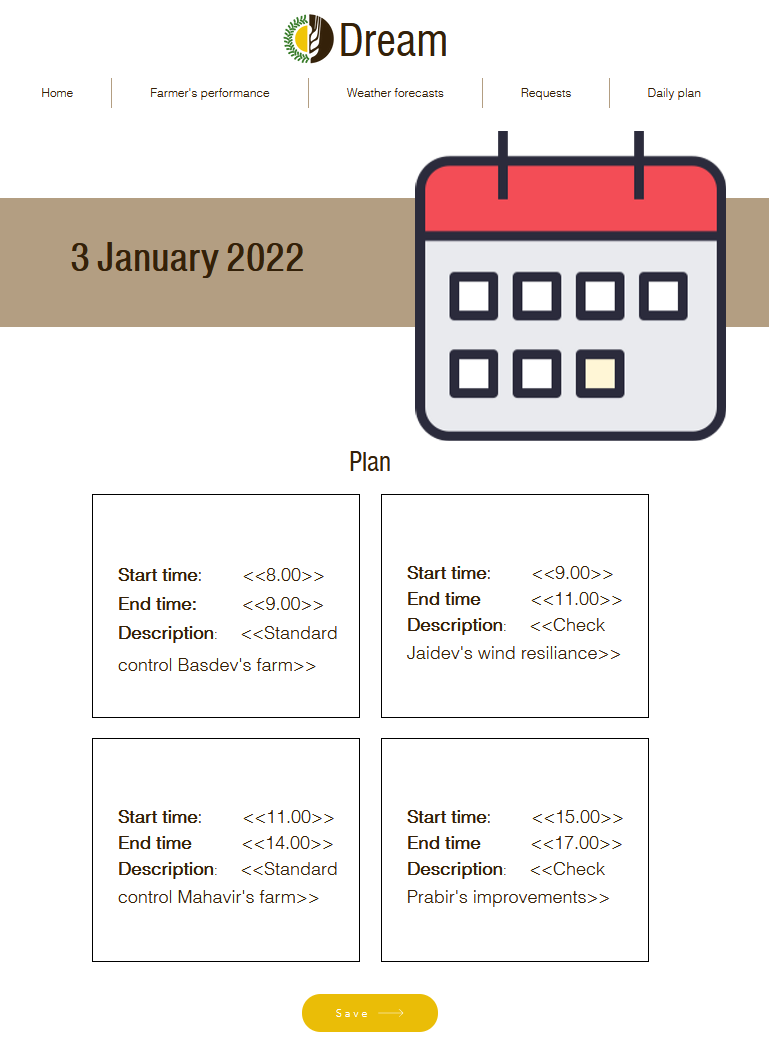 Dream
Home Farmer's performance Weather forecasts Requests Daily plan
3 January 2022
Plan
Start time: <<8.00>>
End time: <<9.00>>
Description: <<Standard
control Basdev's farm>>
Start time: <<9.00>>
End time <<11.00>>
Description: <<Check
Jaidev's wind resiliance>>
Start time: <<11.00>>
End time <<14.00>>
Description: <<Standard
control Mahavir's farm>>
Start time: <<15.00>>
End time <<17.00>>
Description: <<Check
Prabir's improvements>>
Save